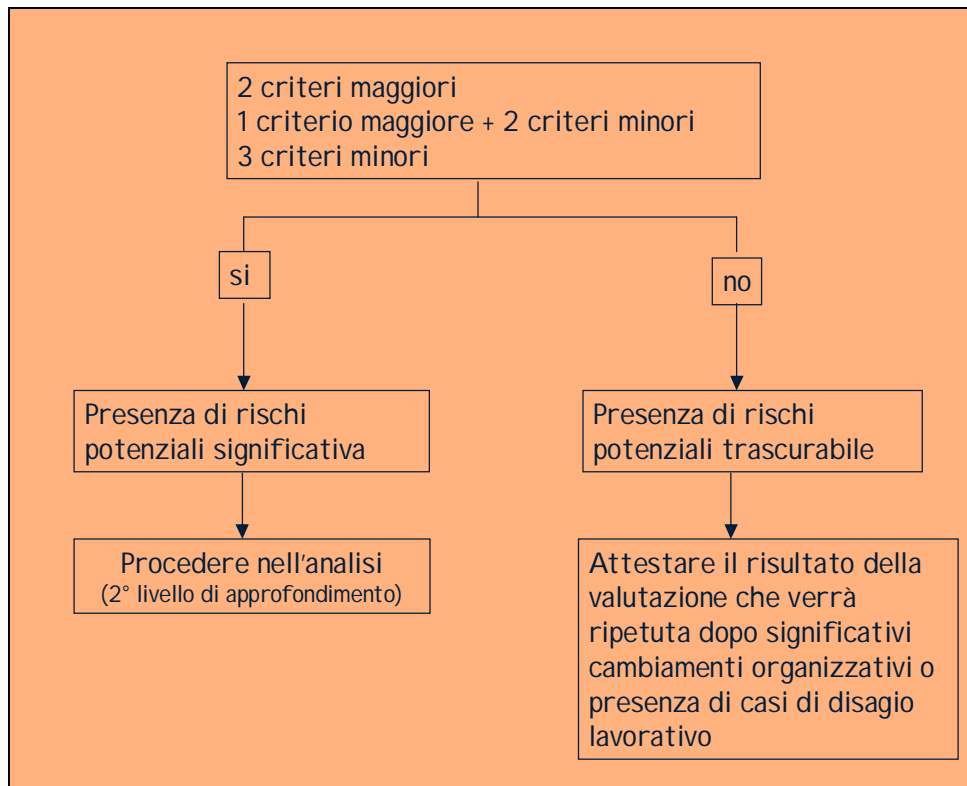 2 criteri maggiori
1 criterio maggiore + 2 criteri minori
3 criteri minori
si
no
Presenza di rischi
potenziali significativa
Presenza di rischi
potenziali trascurabile
Procedere nell'analisi
(2° livello di approfondimento)
Attestare il risultato della
valutazione che verrà
ripetuta dopo significativi
cambiamenti organizzativi o
presenza di casi di disagio
lavorativo